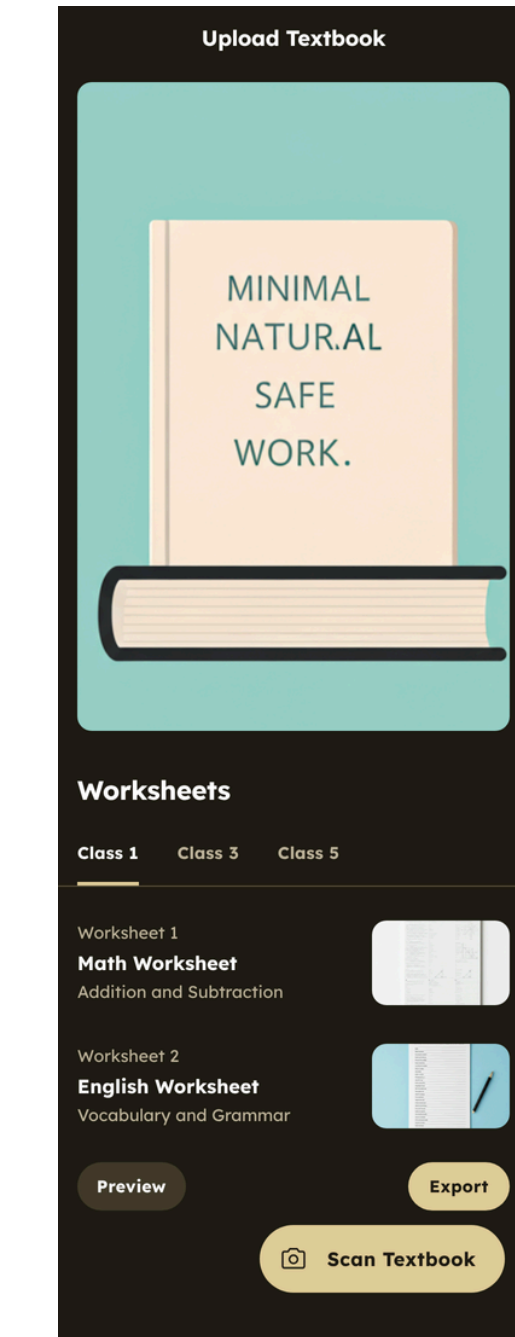 Upload Textbook
MINIMAL
NATUR.AL
SAFE
WORK.
Worksheets
Class 1 Class 3 Class 5
Worksheet 1
Math Worksheet
Addition and Subtraction
Worksheet 2
English Worksheet
Vocabulary and Grammar
Preview Export
Scan Textbook